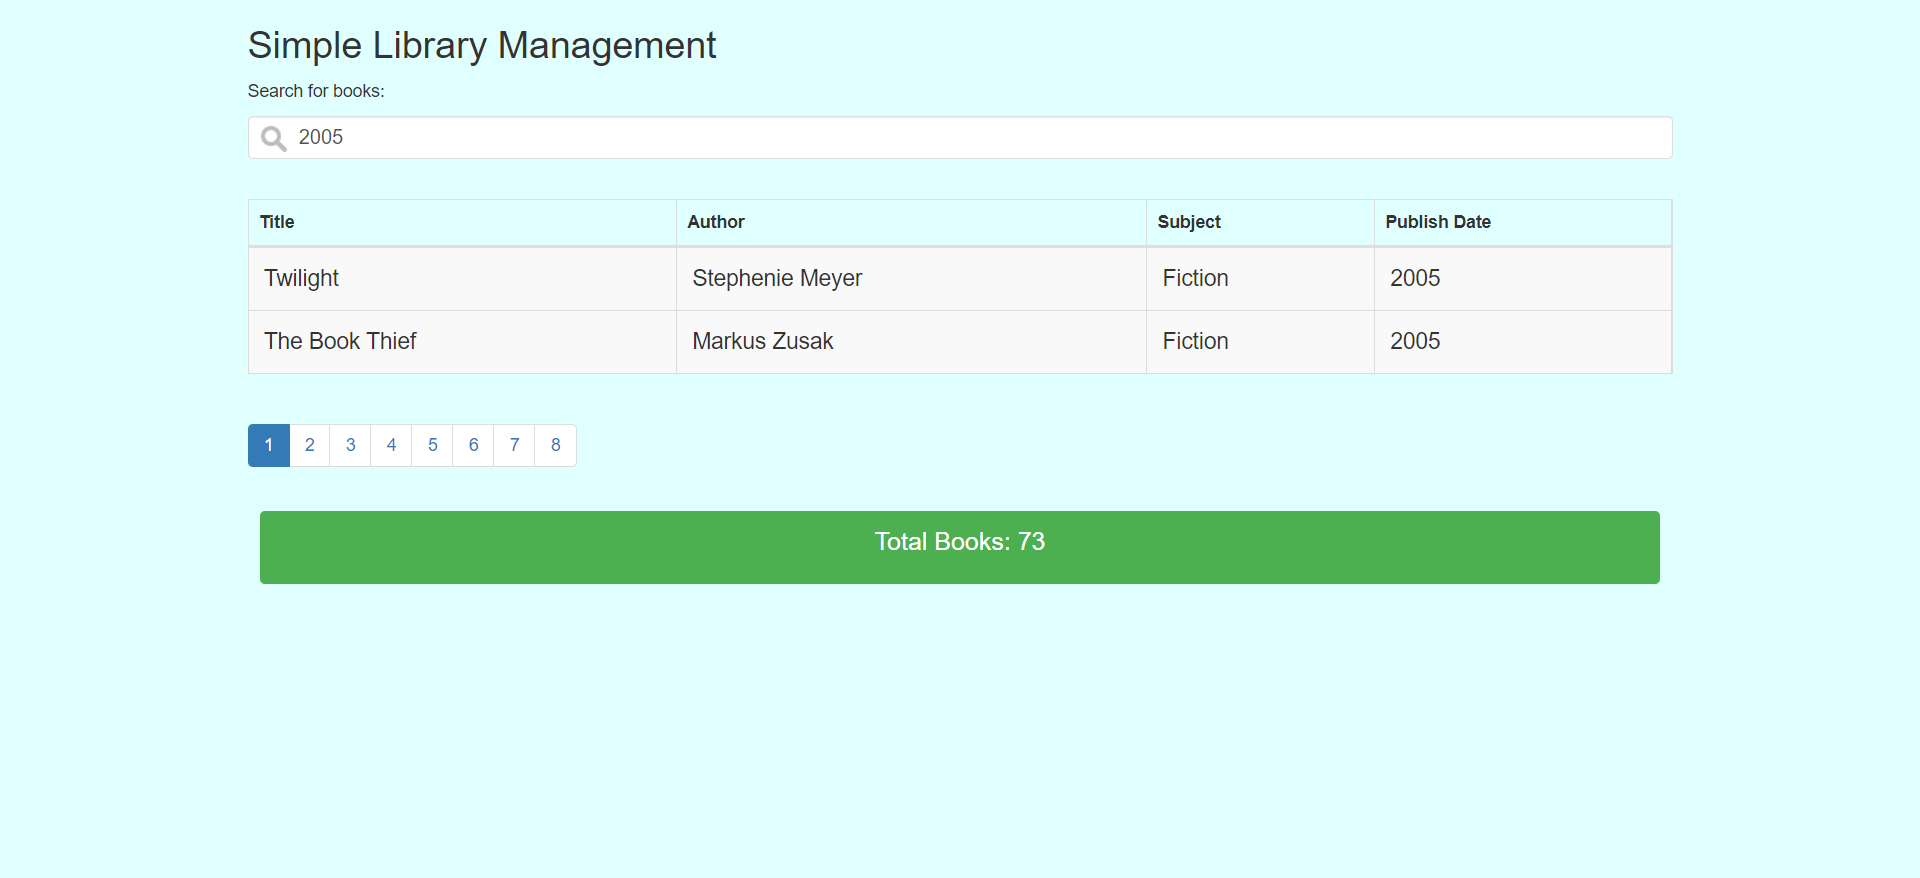 Simple Library Management
Search for books:
2005
Title Author Subject Publish Date
Twilight Stephenie Meyer Fiction 2005
The Book Thief Markus Zusak Fiction 2005
1 2 3 4 5 6 7 8
Total Books: 73